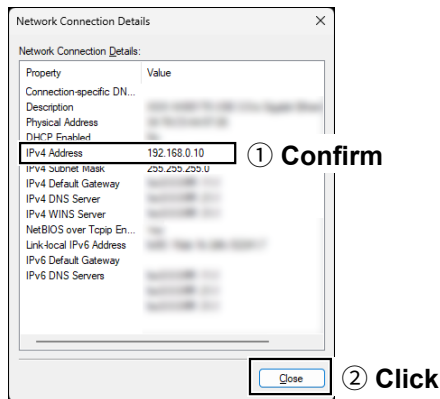 Network Connection Details
Network Connection Details:
Property Value
Connection-specific DN...
Description
Physical Address
DHCP Enabled
IPv4 Address 192.168.0.10 ① Confirm
IPv4 Subnet Mask 255.255.255.0
IPv4 Default Gateway
IPv4 DNS Server
IPv4 WINS Server
NetBIOS over Tcpip En...
Link-local IPv6 Address
IPv6 Default Gateway
IPv6 DNS Servers
Close ② Click